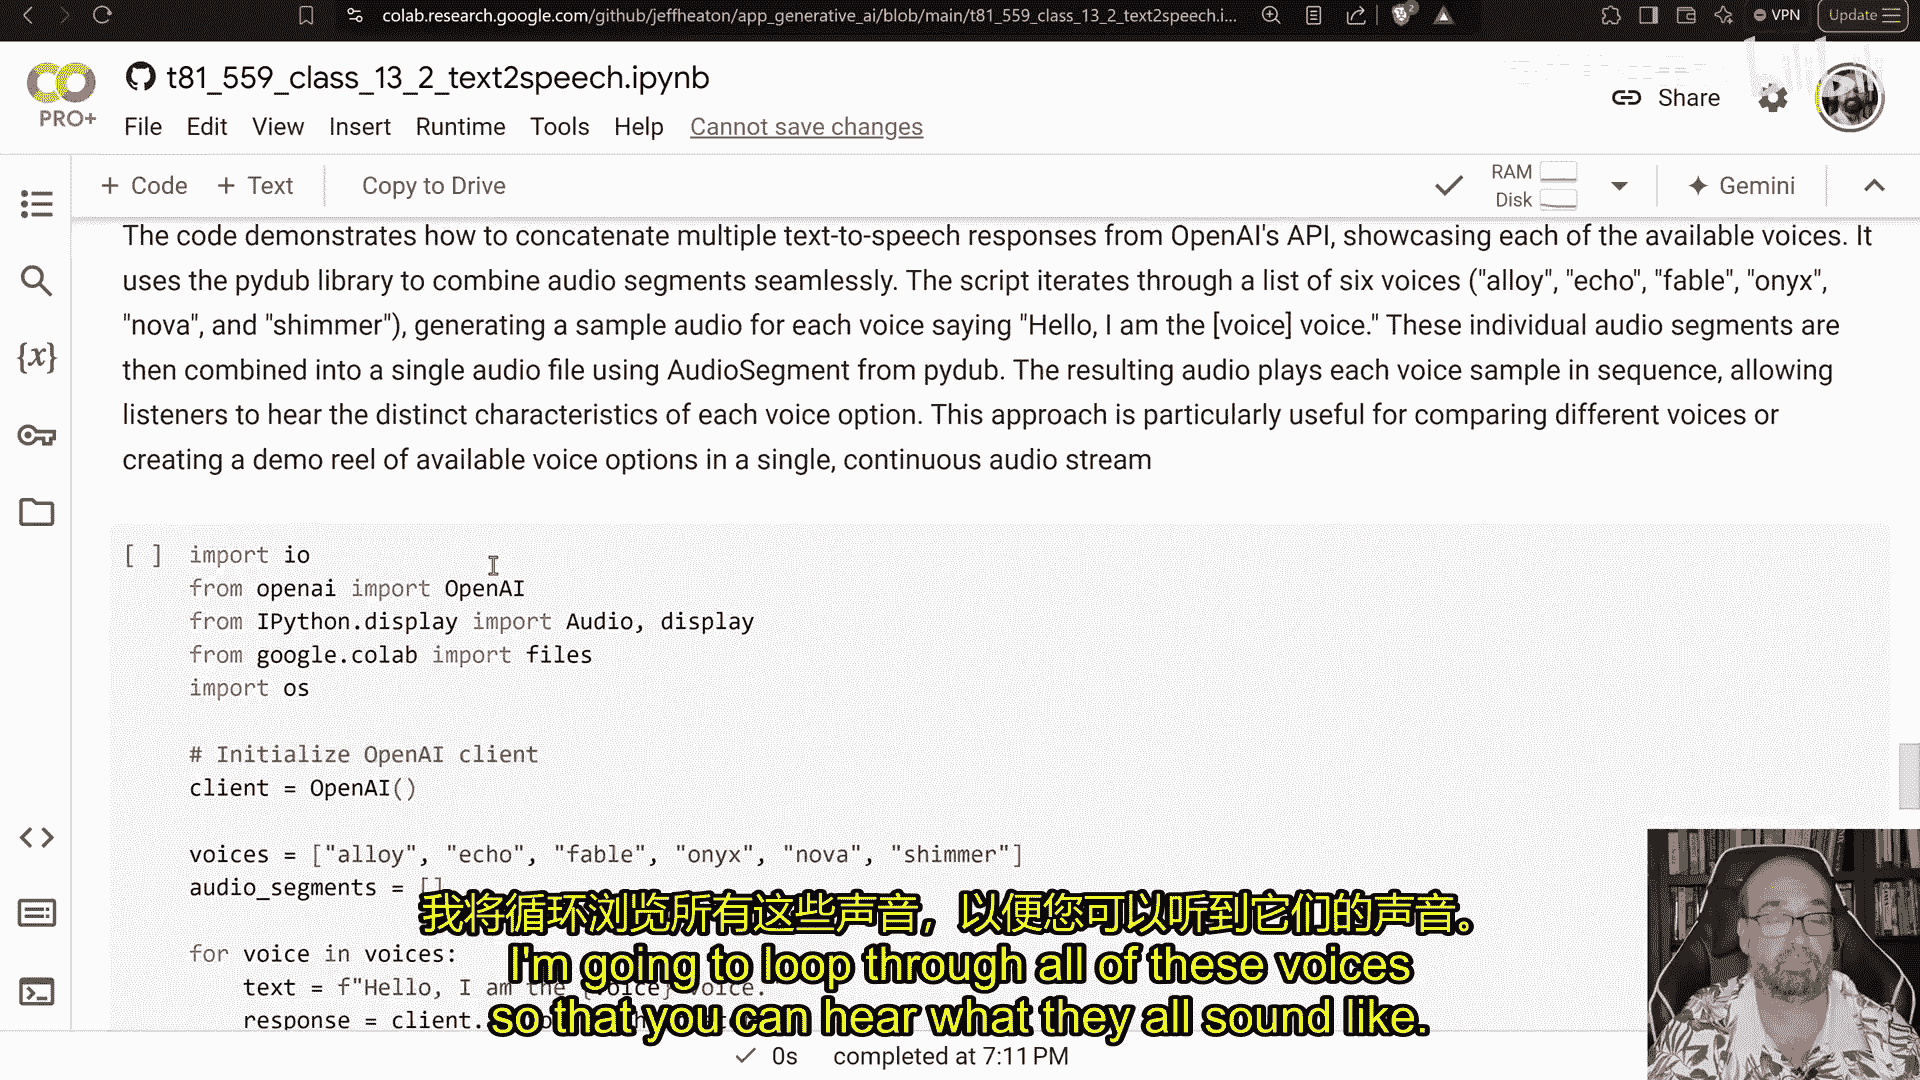 colab.research.google.com/github/jeffheaton/app_generative_ai/blob/main/t81_559_class_13_2_text2speech.i...
2
VPN
Update
t81_559_class_13_2_text2speech.ipynb
PRO+
File Edit View Insert Runtime Tools Help Cannot save changes
Share
+ Code + Text Copy to Drive
RAM
Disk
Gemini
The code demonstrates how to concatenate multiple text-to-speech responses from OpenAI's API, showcasing each of the available voices. It
uses the pydub library to combine audio segments seamlessly. The script iterates through a list of six voices ("alloy", "echo", "fable", "onyx",
"nova", and "shimmer"), generating a sample audio for each voice saying "Hello, I am the [voice] voice." These individual audio segments are
then combined into a single audio file using AudioSegment from pydub. The resulting audio plays each voice sample in sequence, allowing
listeners to hear the distinct characteristics of each voice option. This approach is particularly useful for comparing different voices or
creating a demo reel of available voice options in a single, continuous audio stream
[ ] import io
from openai import OpenAI
from IPython.display import Audio, display
from google.colab import files
import os
# Initialize OpenAI client
client = OpenAI()
voices = ["alloy", "echo", "fable", "onyx", "nova", "shimmer"]
audio_segments = []
for voice in voices:
text = f"Hello, I am the {voice} voice.
response = client.
我将循环浏览所有这些声音，以便您可以听到它们的声音。
I'm going to loop through all of these voices
so that you can hear what they all sound like.
0s completed at 7:11 PM